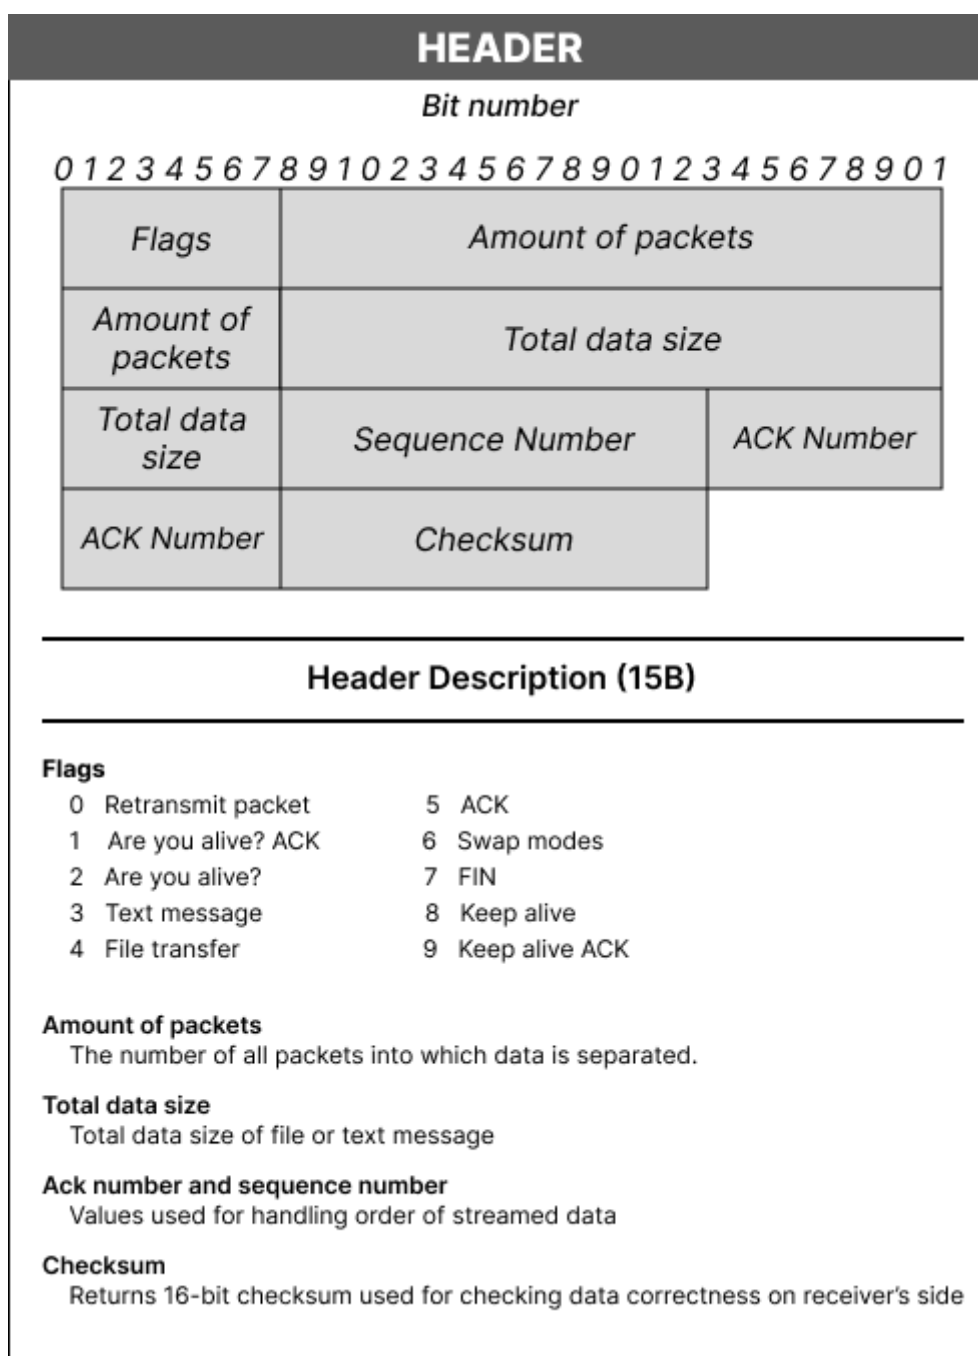 HEADER
Bit number
0 1 2 3 4 5 6 7 8 9 1 0 2 3 4 5 6 7 8 9 0 1 2 3 4 5 6 7 8 9 0 1
Flags Amount of packets
Amount of
packets
Total data size
Total data
size
Sequence Number ACK Number
ACK Number Checksum
Header Description (15B)
Flags
0 Retransmit packet
1 Are you alive? ACK
2 Are you alive?
3 Text message
4 File transfer
5 ACK
6 Swap modes
7 FIN
8 Keep alive
9 Keep alive ACK
Amount of packets
The number of all packets into which data is separated.
Total data size
Total data size of file or text message
Ack number and sequence number
Values used for handling order of streamed data
Checksum
Returns 16-bit checksum used for checking data correctness on receiver's side